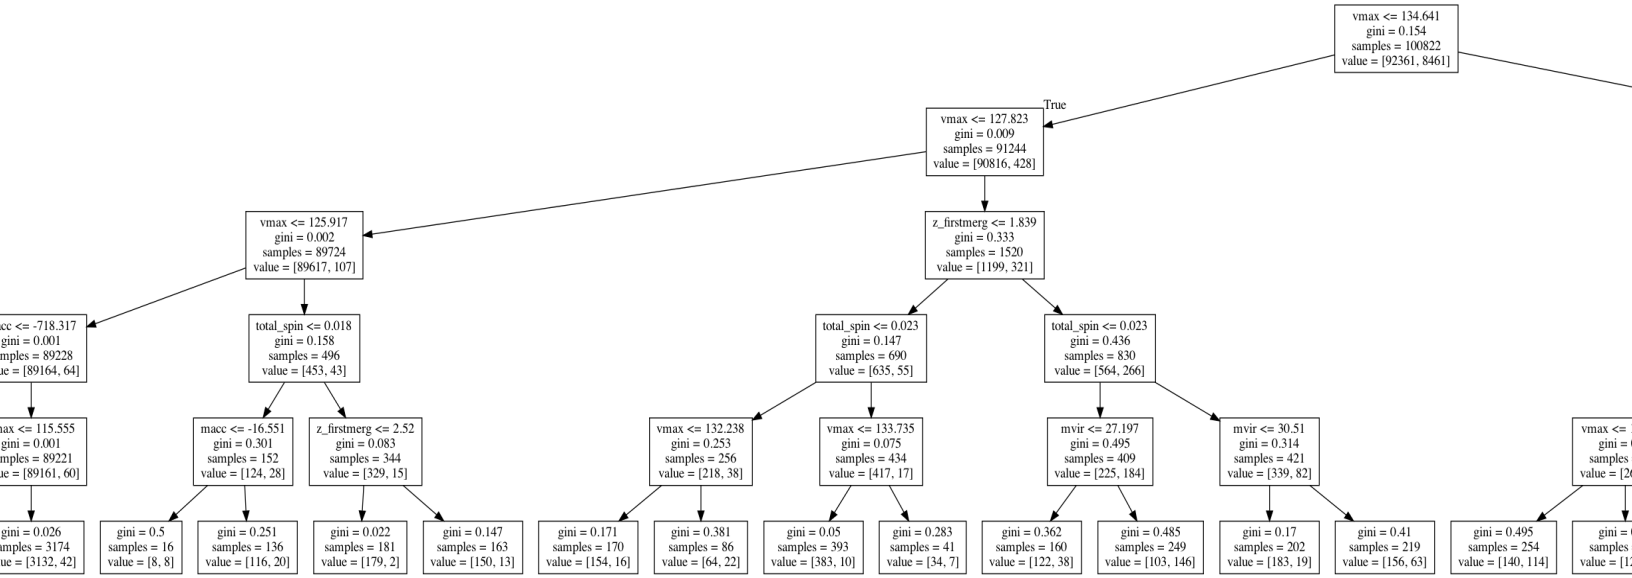 vmax <= 134.641
gini = 0.154
samples = 100822
value = [92361, 8461]
True
vmax <= 127.823
gini = 0.009
samples = 91244
value = [90816, 428]
vmax <= 125.917
gini = 0.002
samples = 89724
value = [89617, 107]
z_firstmerg <= 1.839
gini = 0.333
samples = 1520
value = [1199, 321]
<= -718.317
gini = 0.001
= 89228
= [89164, 64]
total_spin <= 0.018
gini = 0.158
samples = 496
value = [453, 43]
total_spin <= 0.023
gini = 0.147
samples = 690
value = [635, 55]
total_spin <= 0.023
gini = 0.436
samples = 830
value = [564, 266]
<= 115.555
gini = 0.001
= 89221
= [89161, 60]
macc <= -16.551
gini = 0.301
samples = 152
value = [124, 28]
z_firstmerg <= 2.52
gini = 0.083
samples = 344
value = [329, 15]
vmax <= 132.238
gini = 0.253
samples = 256
value = [218, 38]
vmax <= 133.735
gini = 0.075
samples = 434
value = [417, 17]
mvir <= 27.197
gini = 0.495
samples = 409
value = [225, 184]
mvir <= 30.51
gini = 0.314
samples = 421
value = [339, 82]
vmax <=
gini =
samples
value =
gini = 0.026
= 3174
= [3132, 42]
gini = 0.5
samples = 16
value = [8, 8]
gini = 0.251
samples = 136
value = [116, 20]
gini = 0.022
samples = 181
value = [179, 2]
gini = 0.147
samples = 163
value = [150, 13]
gini = 0.171
samples = 170
value = [154, 16]
gini = 0.381
samples = 86
value = [64, 22]
gini = 0.05
samples = 393
value = [383, 10]
gini = 0.283
samples = 41
value = [34, 7]
gini = 0.362
samples = 160
value = [122, 38]
gini = 0.485
samples = 249
value = [103, 146]
gini = 0.17
samples = 202
value = [183, 19]
gini = 0.41
samples = 219
value = [156, 63]
gini = 0.495
samples = 254
value = [140, 114]
gini =
samples
value =